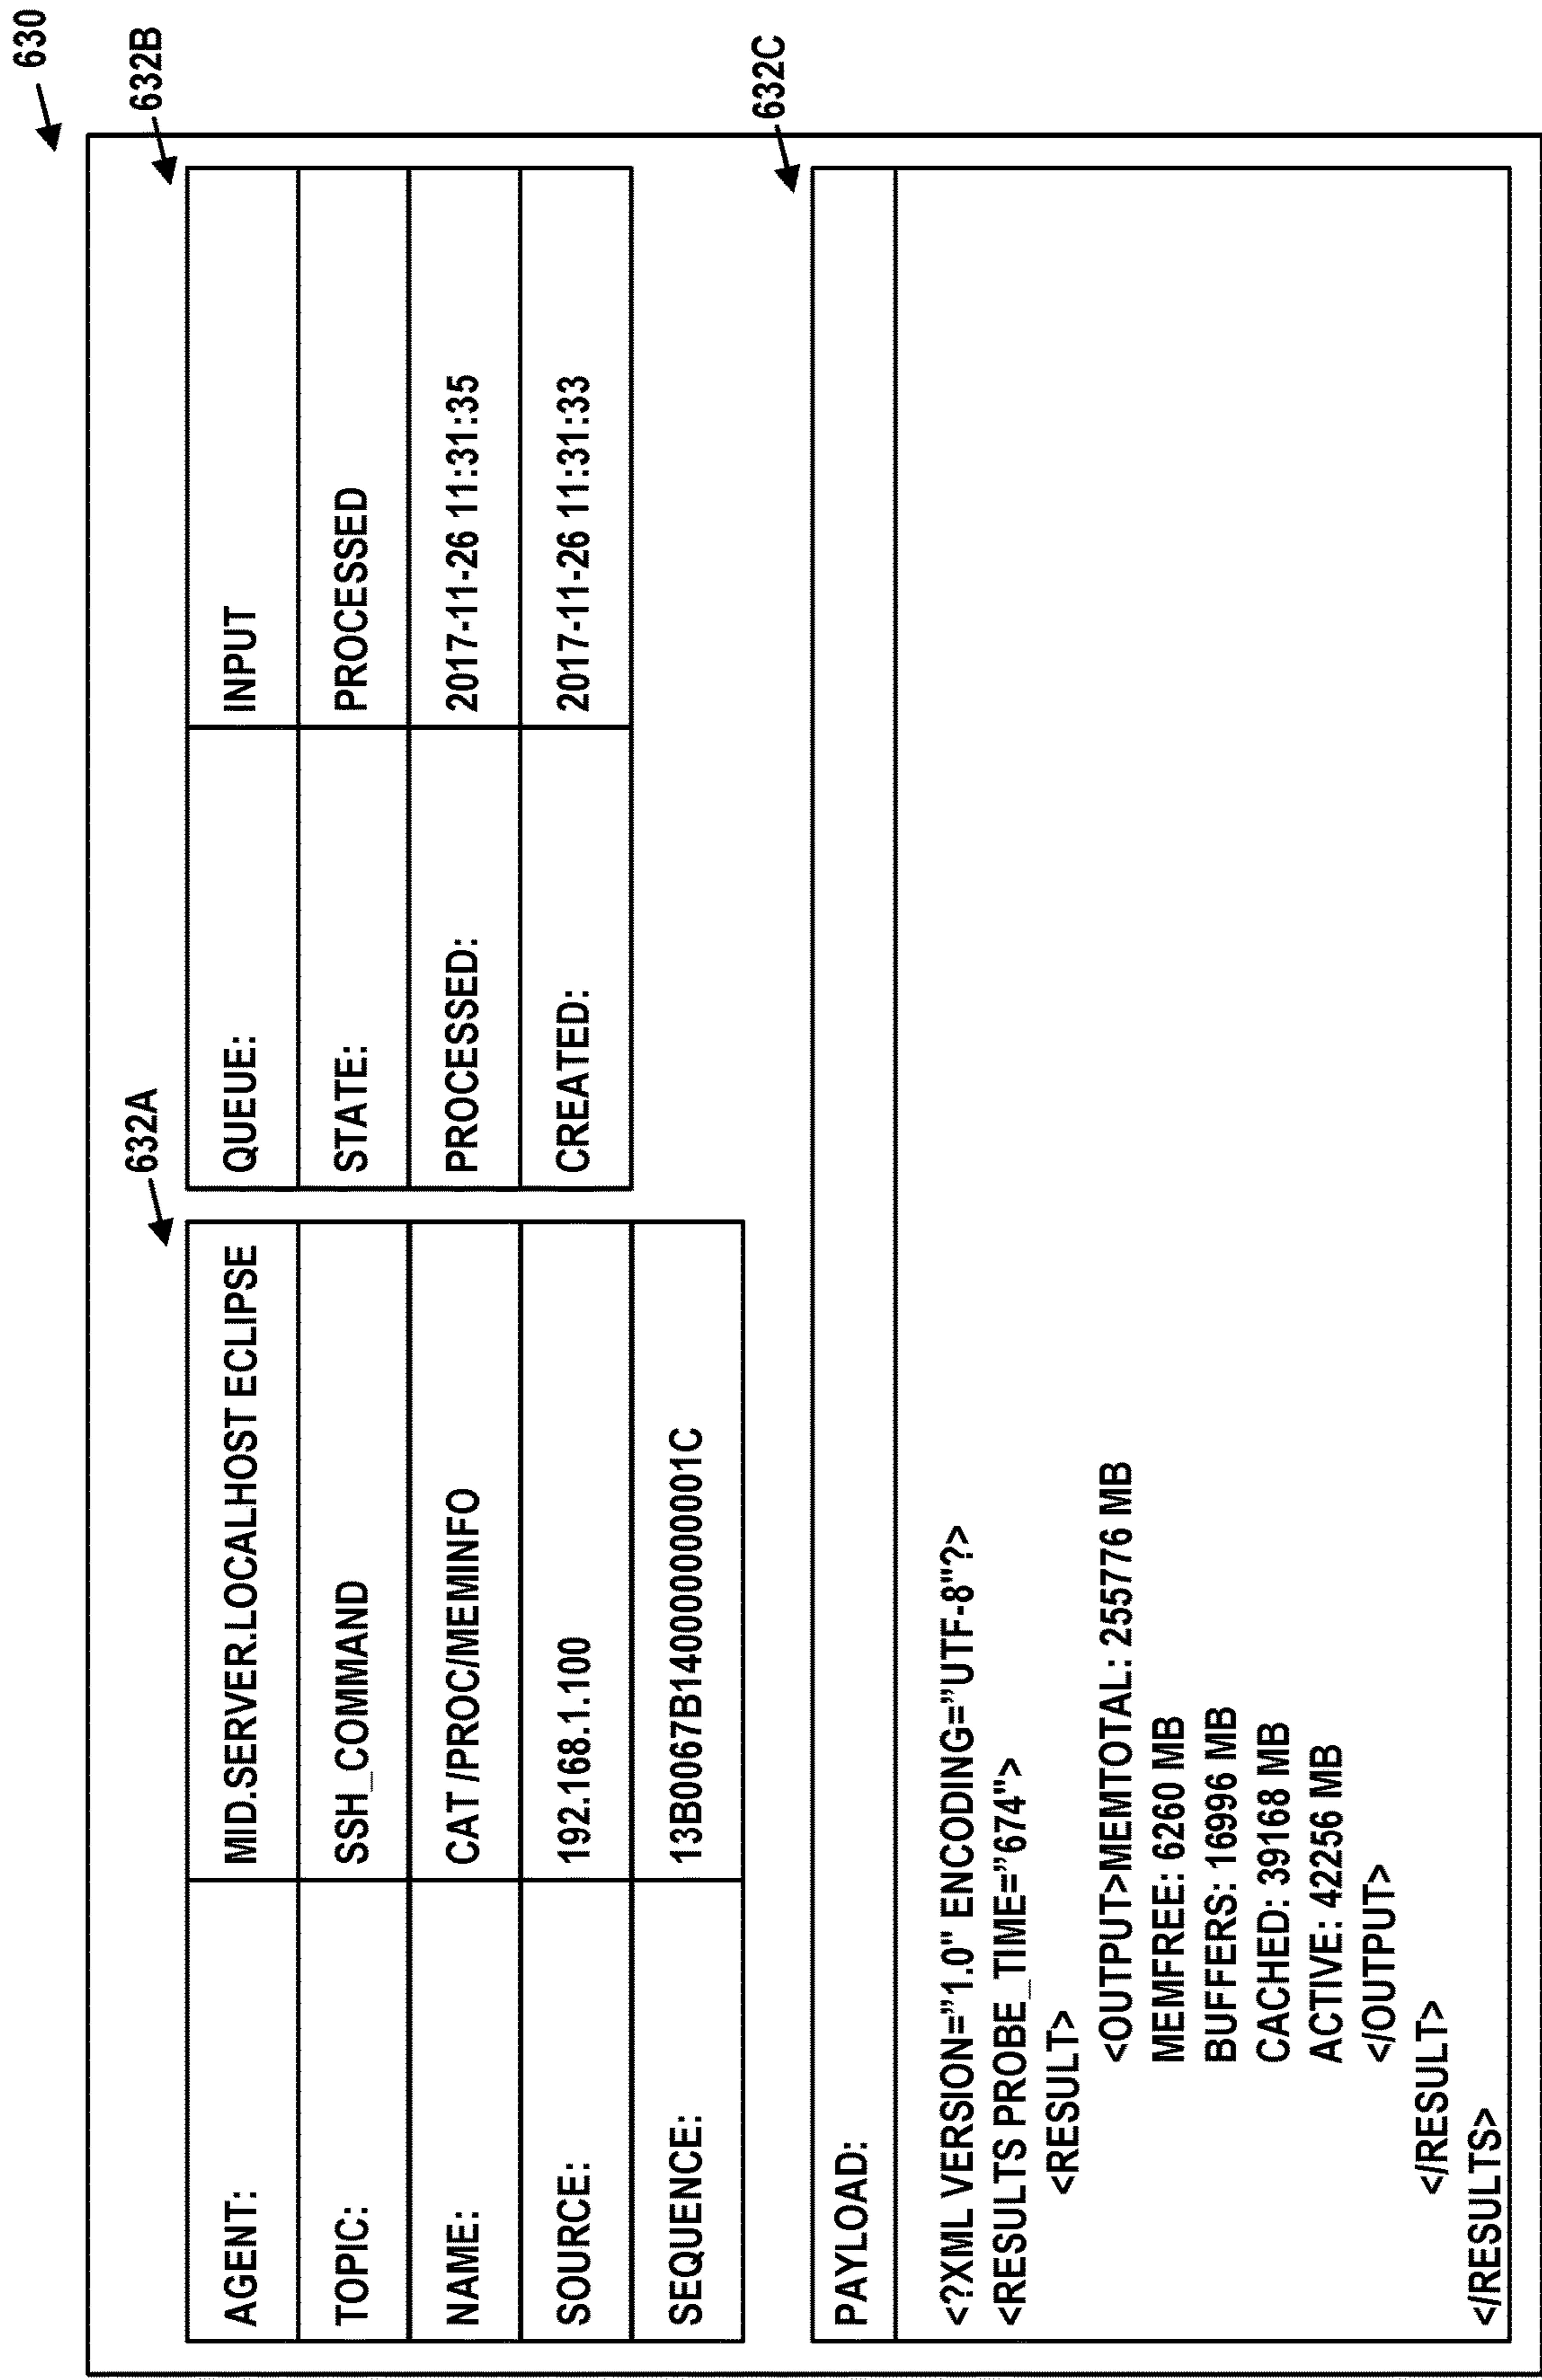 630
632A
632B
AGENT: MID.SERVER.LOCALHOST ECLIPSE
TOPIC: SSH_COMMAND
NAME: CAT /PROC/MEMINFO
SOURCE: 192.168.1.100
SEQUENCE: 13B0067B14000000001C
QUEUE: INPUT
STATE: PROCESSED
PROCESSED: 2017-11-26 11:31:35
CREATED: 2017-11-26 11:31:33
632C
PAYLOAD:
<?XML VERSION=”1.0" ENCODING=”UTF-8"?>
<RESULTS PROBE_TIME=”674">
<RESULT>
<OUTPUT>MEMTOTAL: 255776 MB
MEMFREE: 6260 MB
BUFFERS: 16996 MB
CACHED: 39168 MB
ACTIVE: 42256 MB
</OUTPUT>
</RESULT>
</RESULTS>